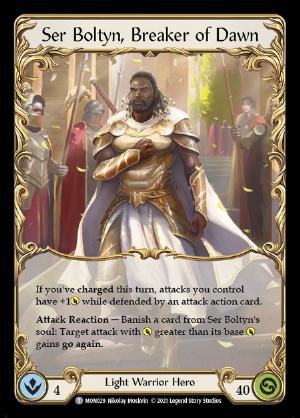 Ser Boltyn, Breaker of Dawn
If you've charged this turn, attacks you control
have +1 while defended by an attack action card.
Attack Reaction — Banish a card from Ser Boltyn's
soul: Target attack with greater than its base
gains go again.
4
Light Warrior Hero
40
MON029 Nikolay Moskvin © 2021 Legend Story Studios